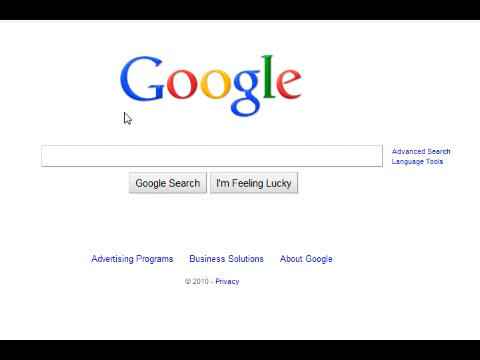 Google
Advanced Search
Language Tools
Google Search I'm Feeling Lucky
Advertising Programs Business Solutions About Google
© 2010 - Privacy